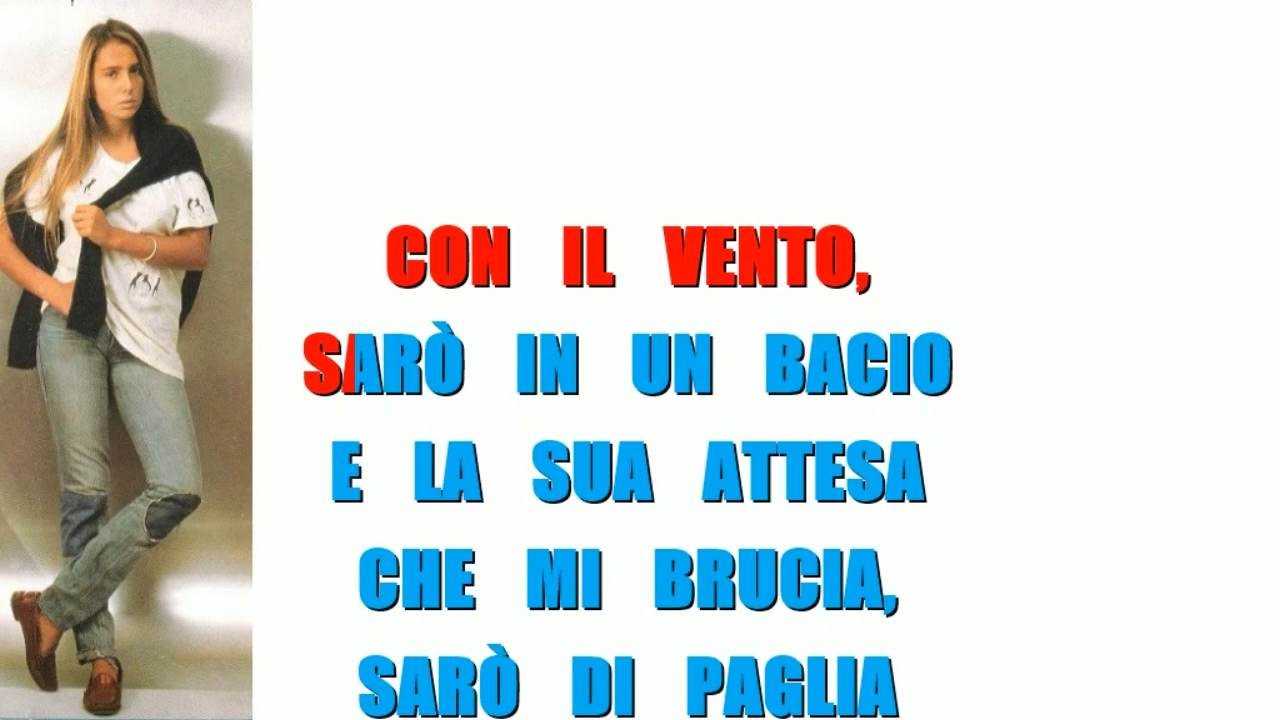 CON IL VENTO,
SARÒ IN UN BACIO
E LA SUA ATTESA
CHE MI BRUCIA,
SARÒ DI PAGLIA